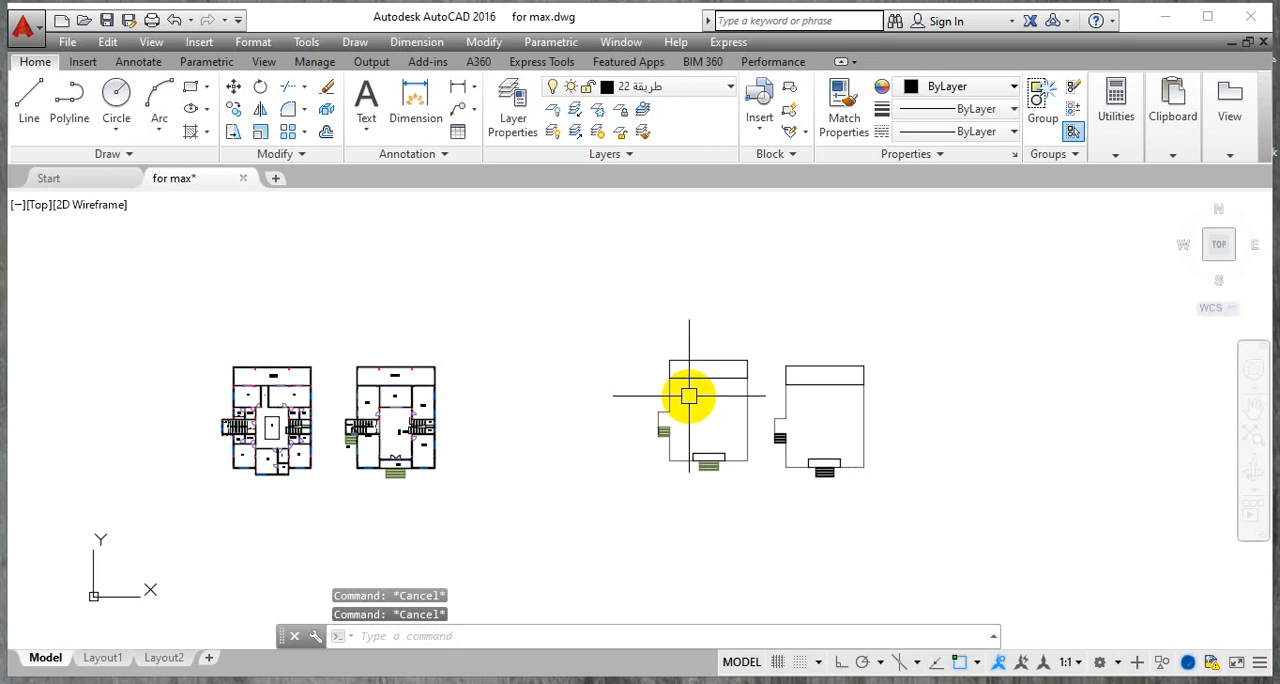 Autodesk AutoCAD 2016 for max.dwg
Type a keyword or phrase
Sign In
File Edit View Insert Format Tools Draw Dimension Modify Parametric Window Help Express
Home Insert Annotate Parametric View Manage Output Add-ins A360 Express Tools Featured Apps BIM 360 Performance
Line Polyline Circle Arc
Text Dimension
Layer Properties
طريقة 22
Insert
Match Properties
ByLayer
ByLayer
ByLayer
Group
Utilities
Clipboard
View
Draw Modify Annotation Layers Block Properties Groups
Start for max*
[−][Top][2D Wireframe]
N
W TOP E
S
WCS
Y
X
Command: *Cancel*
Command: *Cancel*
Type a command
Model Layout1 Layout2
MODEL 1:1